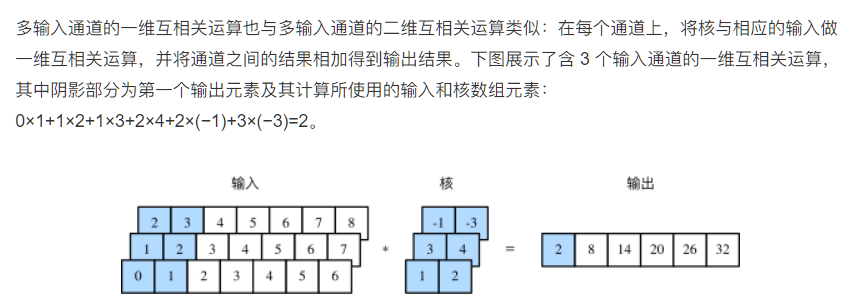 多输入通道的一维互相关运算也与多输入通道的二维互相关运算类似：在每个通道上，将核与相应的输入做
一维互相关运算，并将通道之间的结果相加得到输出结果。下图展示了含 3 个输入通道的一维互相关运算，
其中阴影部分为第一个输出元素及其计算所使用的输入和核数组元素：
0×1+1×2+1×3+2×4+2×(−1)+3×(−3)=2。
输入 核 输出
2 3 4 5 6 7 8 -1 -3
1 2 3 4 5 6 7 * 3 4 = 2 8 14 20 26 32
0 1 2 3 4 5 6 1 2